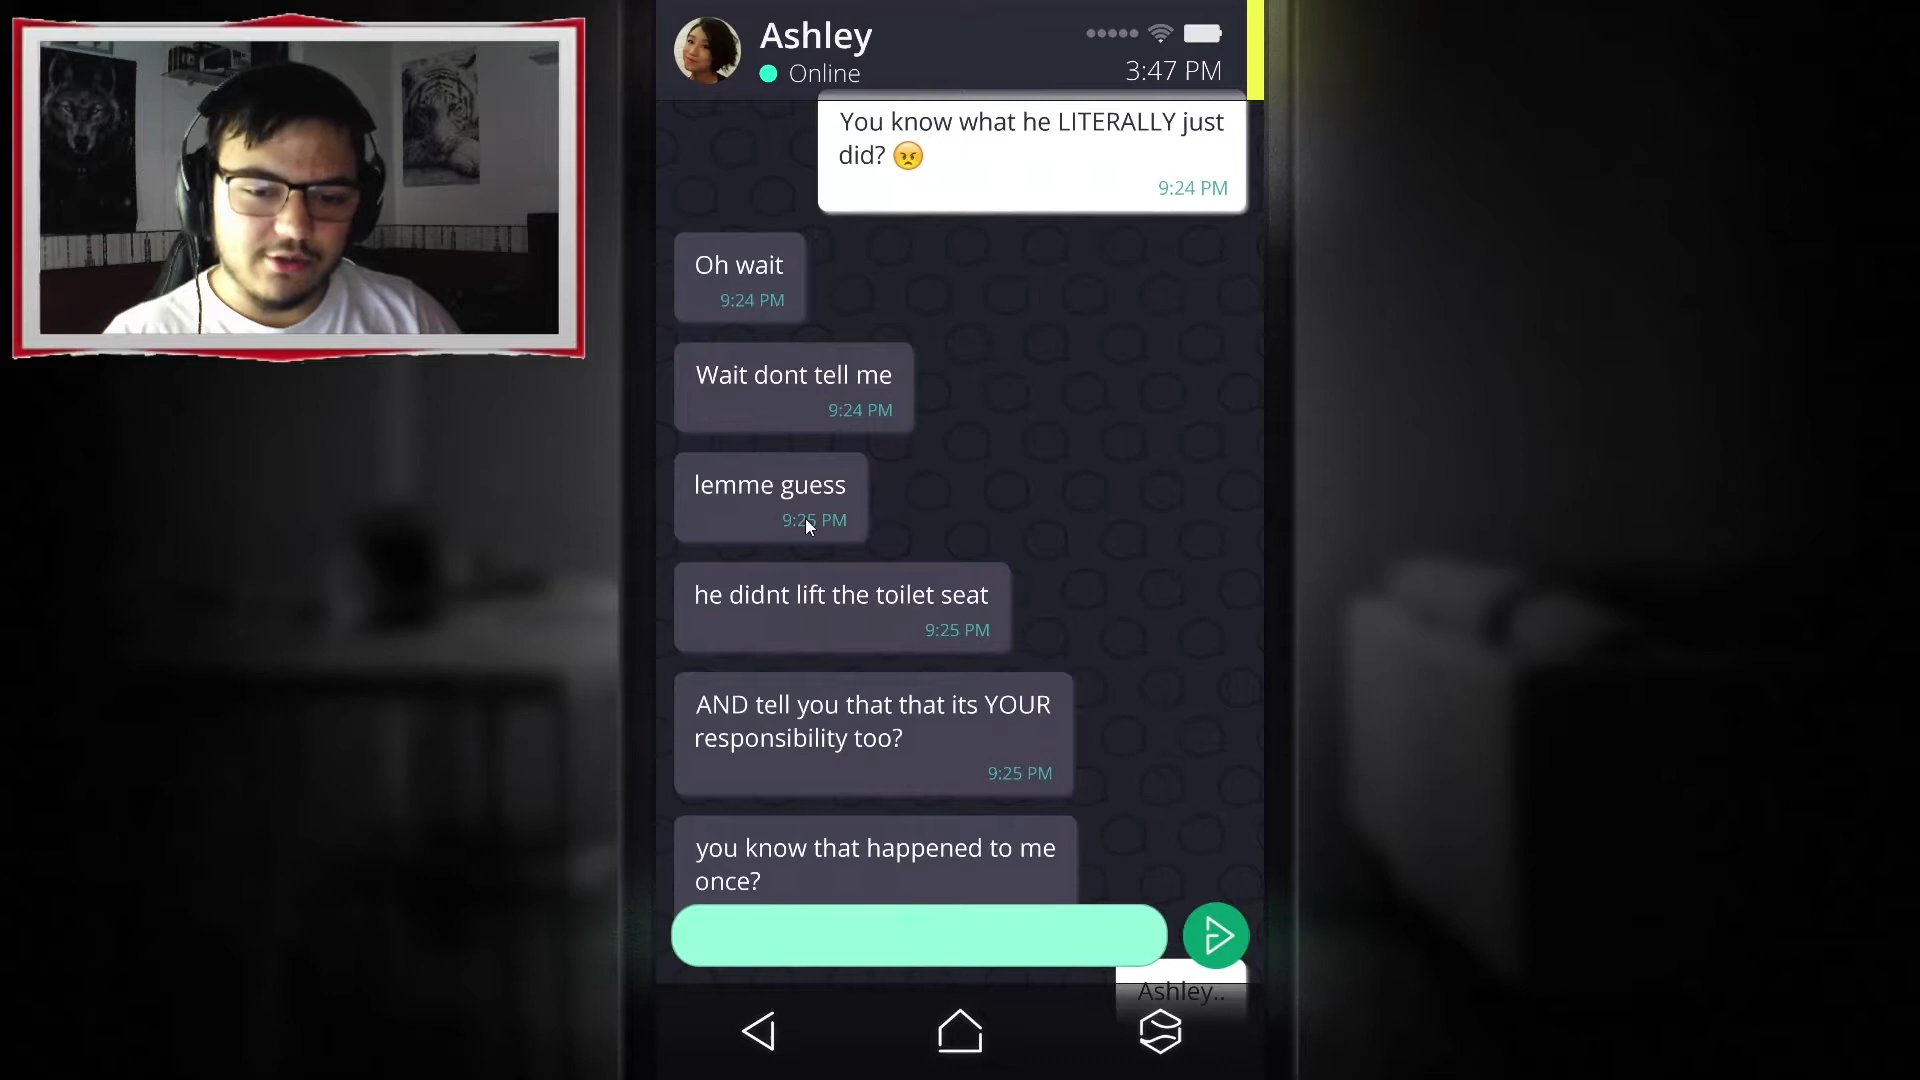 Ashley
Online
3:47 PM
You know what he LITERALLY just
did? 😠
9:24 PM
Oh wait
9:24 PM
Wait dont tell me
9:24 PM
lemme guess
9:25 PM
he didnt lift the toilet seat
9:25 PM
AND tell you that that its YOUR
responsibility too?
9:25 PM
you know that happened to me
once?
Ashley..